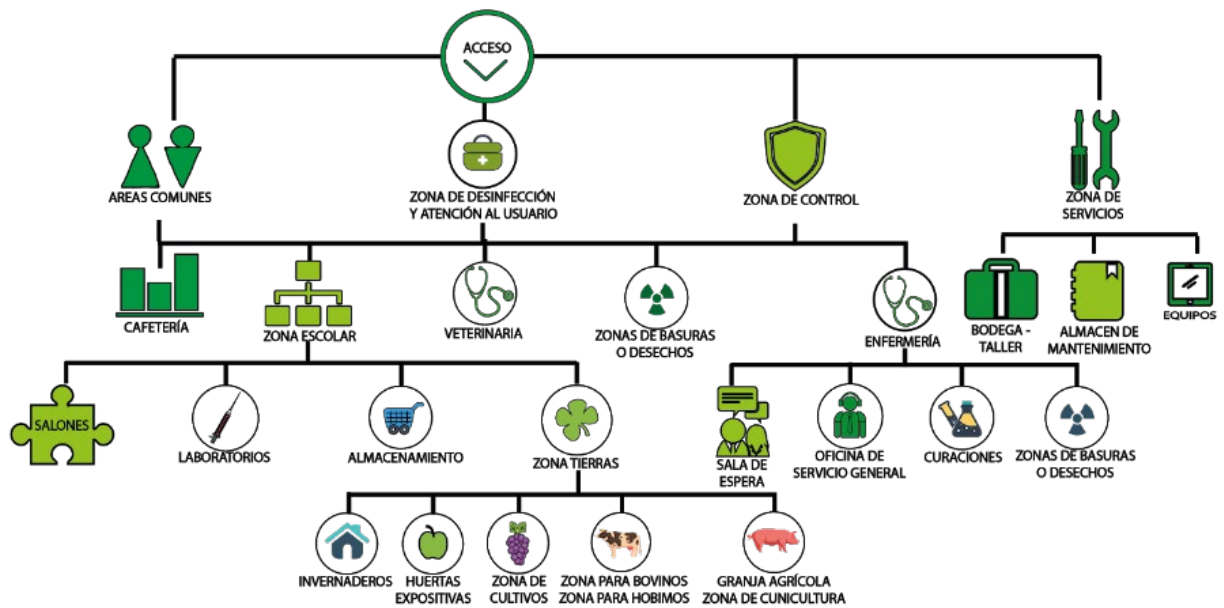 ACCESO
AREAS COMUNES
ZONA DE DESINFECCIÓN
Y ATENCIÓN AL USUARIO
ZONA DE CONTROL
ZONA DE
SERVICIOS
CAFETERÍA
ZONA ESCOLAR
VETERINARIA
ZONAS DE BASURAS
O DESECHOS
ENFERMERÍA
BODEGA -
TALLER
ALMACEN DE
MANTENIMIENTO
EQUIPOS
SALONES
LABORATORIOS
ALMACENAMIENTO
ZONA TIERRAS
SALA DE
ESPERA
OFICINA DE
SERVICIO GENERAL
CURACIONES
ZONAS DE BASURAS
O DESECHOS
INVERNADEROS
HUERTAS
EXPOSITIVAS
ZONA DE
CULTIVOS
ZONA PARA BOVINOS
ZONA PARA HOBIMOS
GRANJA AGRÍCOLA
ZONA DE CUNICULTURA